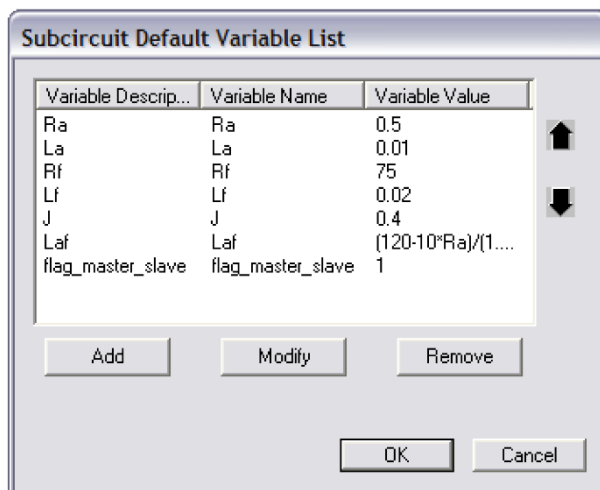 Subcircuit Default Variable List
Variable Descrip... Variable Name Variable Value
Ra Ra 0.5
La La 0.01
Rf Rf 75
Lf Lf 0.02
J J 0.4
Laf Laf (120-10*Ra)/(1....
flag_master_slave flag_master_slave 1
Add Modify Remove
OK Cancel